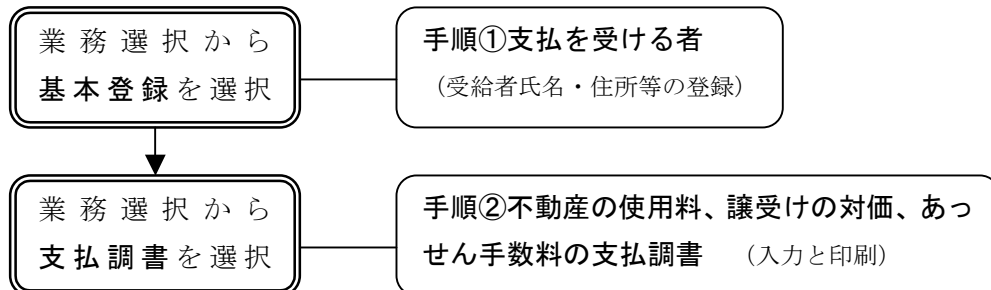 業務選択から
基本登録を選択
手順①支払を受ける者
（受給者氏名・住所等の登録）
業務選択から
支払調書を選択
手順②不動産の使用料、譲受けの対価、あっ
せん手数料の支払調書　（入力と印刷）